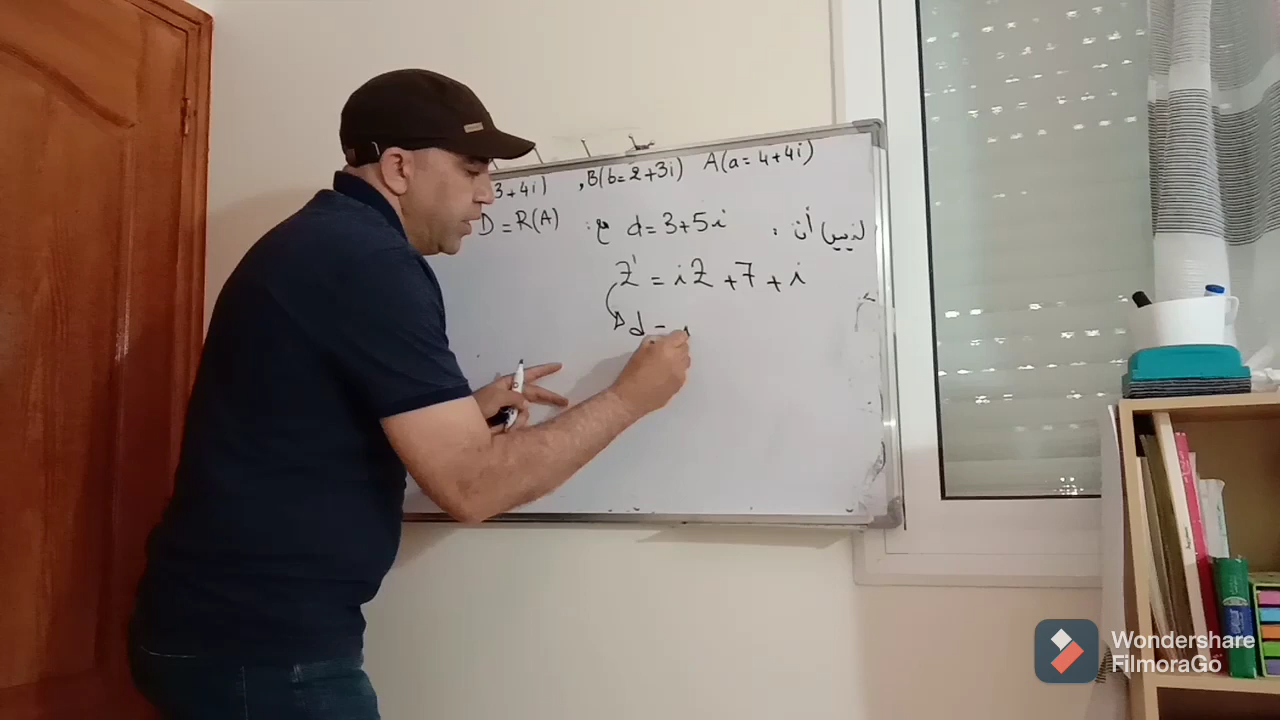 A(a=4+4i) ,B(b=2+3i) 3+4i)
لنبين أن : d=3+5i مع : D=R(A)
Z'=iZ+7+i
d=
Wondershare
FilmoraGo